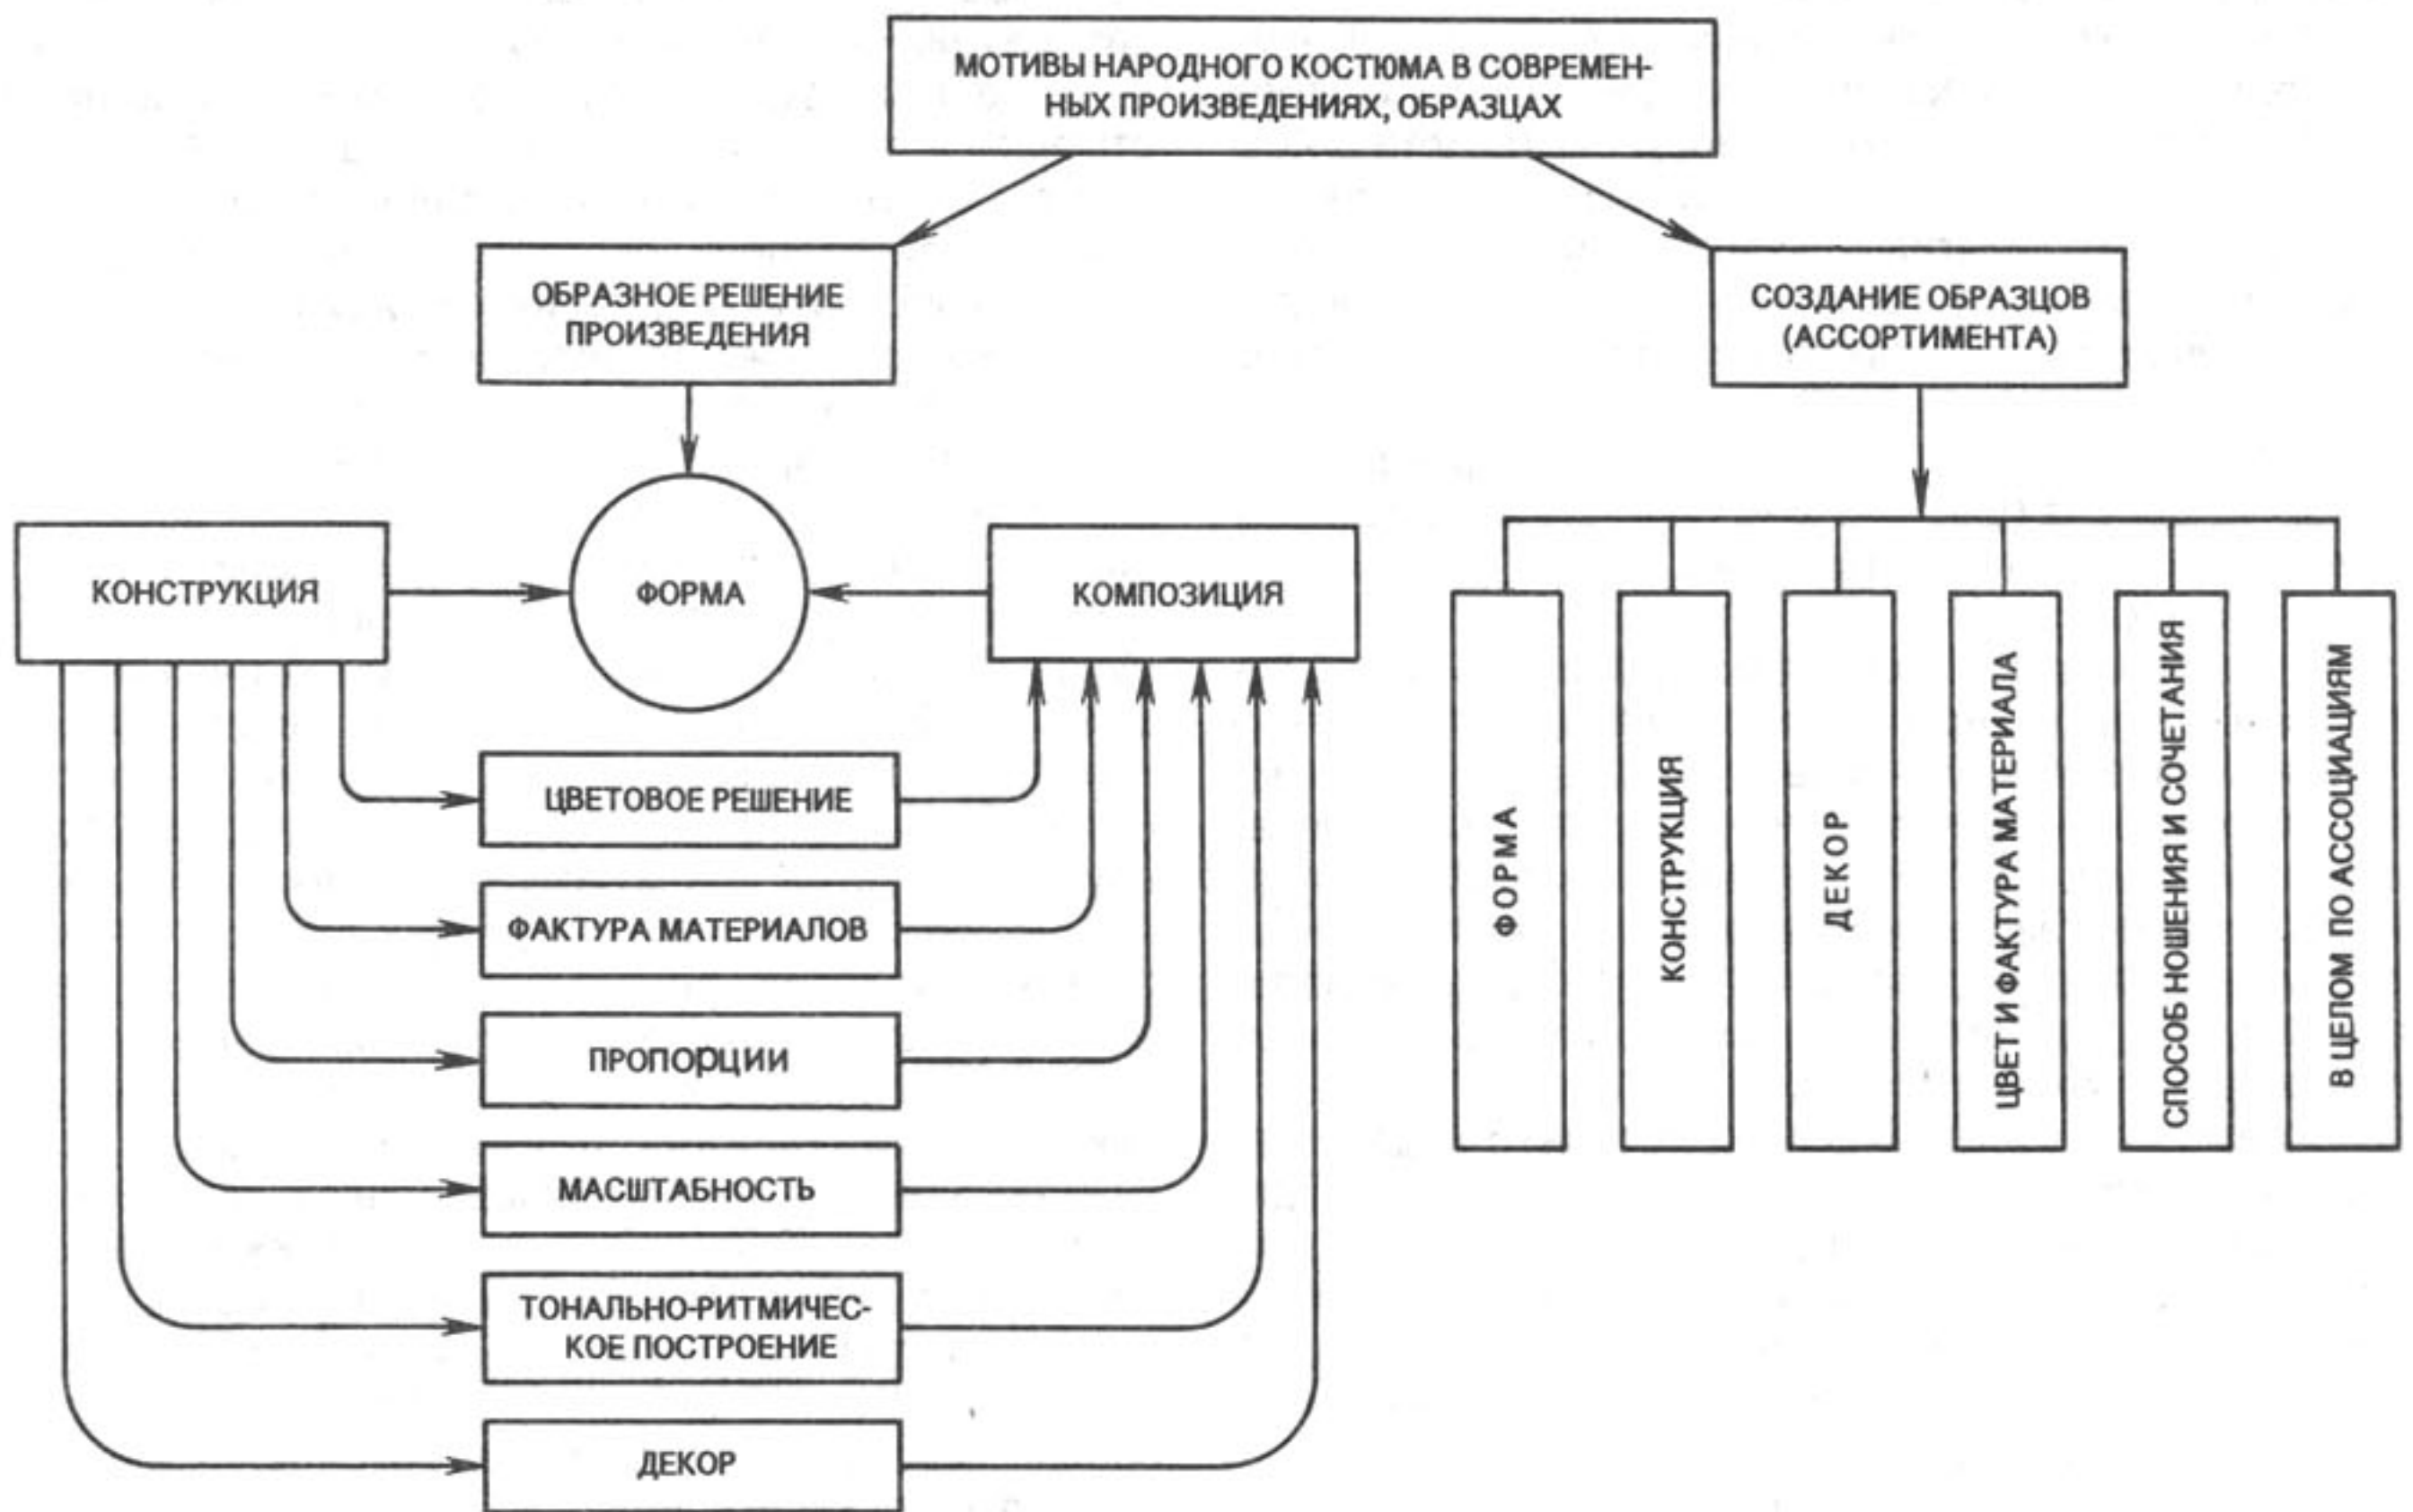 МОТИВЫ НАРОДНОГО КОСТЮМА В СОВРЕМЕН-
НЫХ ПРОИЗВЕДЕНИЯХ, ОБРАЗЦАХ
ОБРАЗНОЕ РЕШЕНИЕ
ПРОИЗВЕДЕНИЯ
СОЗДАНИЕ ОБРАЗЦОВ
(АССОРТИМЕНТА)
КОНСТРУКЦИЯ
ФОРМА
КОМПОЗИЦИЯ
ЦВЕТОВОЕ РЕШЕНИЕ
ФАКТУРА МАТЕРИАЛОВ
ПРОПОРЦИИ
МАСШТАБНОСТЬ
ТОНАЛЬНО-РИТМИЧЕС-
КОЕ ПОСТРОЕНИЕ
ДЕКОР
ФОРМА
КОНСТРУКЦИЯ
ДЕКОР
ЦВЕТ И ФАКТУРА МАТЕРИАЛА
СПОСОБ НОШЕНИЯ И СОЧЕТАНИЯ
В ЦЕЛОМ ПО АССОЦИАЦИЯМ